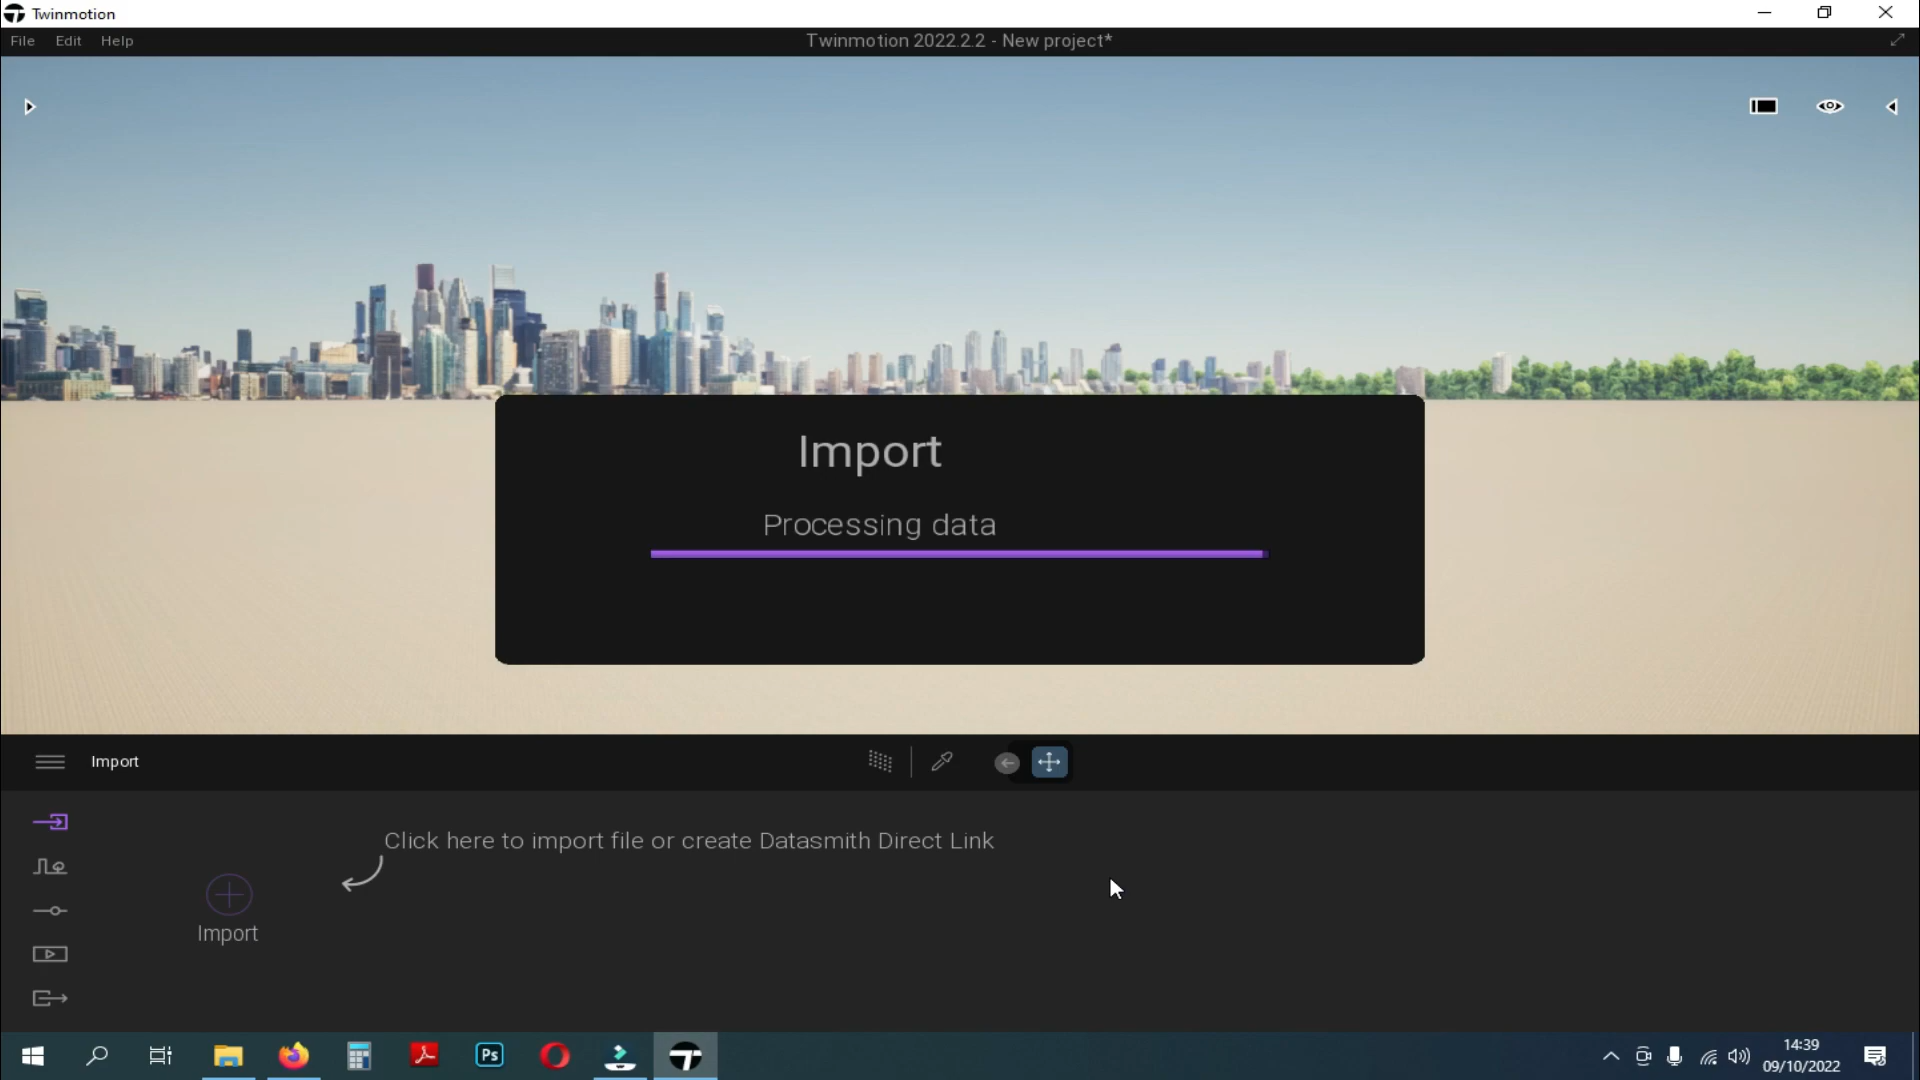 Twinmotion
File Edit Help
Twinmotion 2022.2.2 - New project*
Import
Processing data
Import
Click here to import file or create Datasmith Direct Link
Import
Ps
14:39
09/10/2022